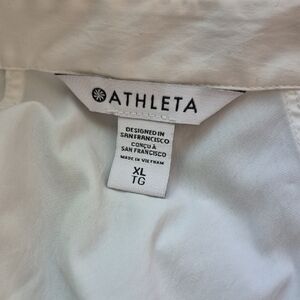 ATHLETA
DESIGNED IN
SAN FRANCISCO
CONÇU À
SAN FRANCISCO
MADE IN VIETNAM
XL
TG